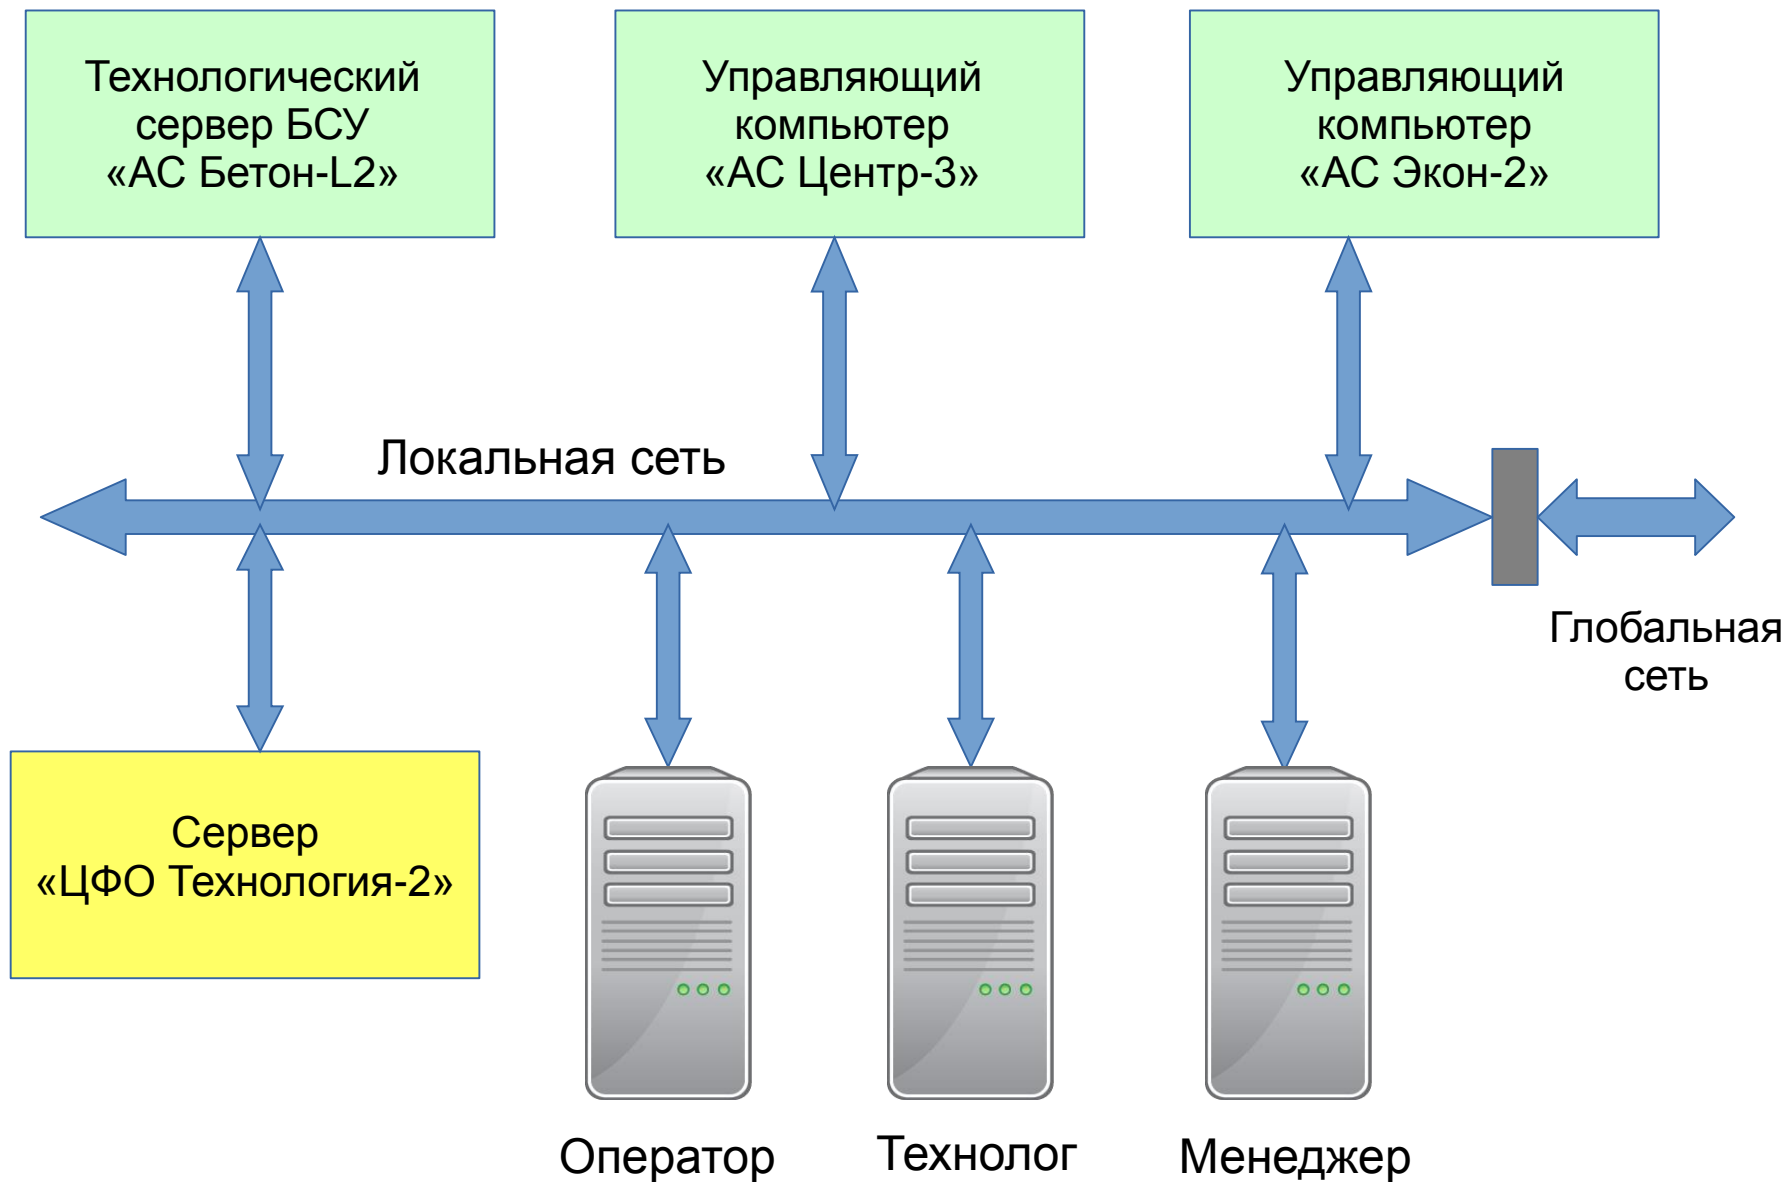 Технологический
сервер БСУ
«АС Бетон-L2»
Управляющий
компьютер
«АС Центр-3»
Управляющий
компьютер
«АС Экон-2»
Локальная сеть
Глобальная
сеть
Сервер
«ЦФО Технология-2»
Оператор
Технолог
Менеджер